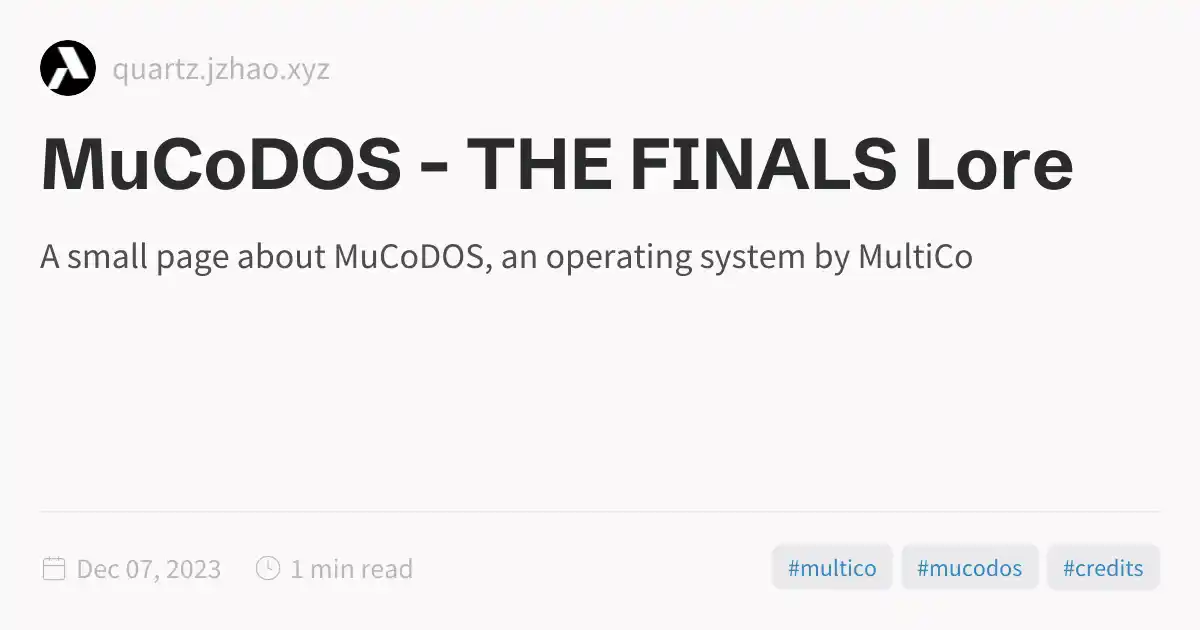 quartz.jzhao.xyz
MuCoDOS - THE FINALS Lore
A small page about MuCoDOS, an operating system by MultiCo
Dec 07, 2023 1 min read #multico #mucodos #credits